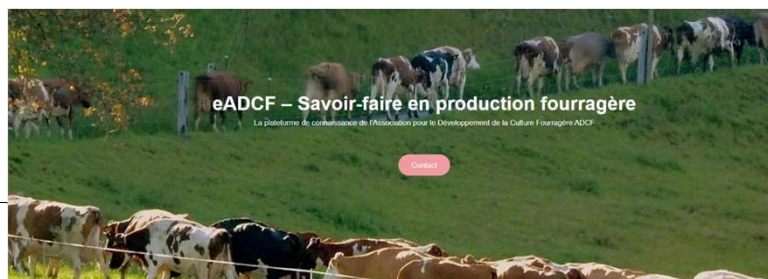 eADCF – Savoir-faire en production fourragère
La plateforme de connaissance de l'Association pour le Développement de la Culture Fourragère ADCF
Contact